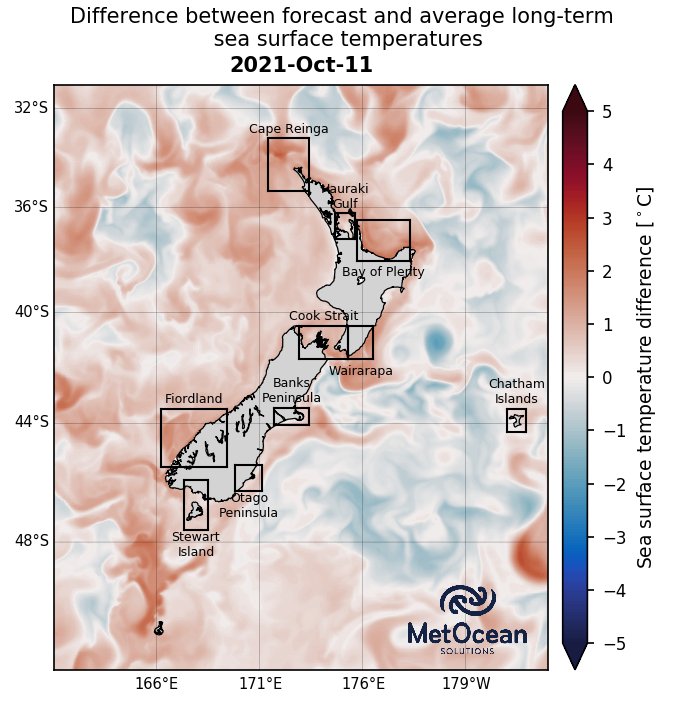 Difference between forecast and average long-term
sea surface temperatures
2021-Oct-11
32°S
36°S
40°S
44°S
48°S
Cape Reinga
Hauraki
Gulf
Bay of Plenty
Cook Strait
Wairarapa
Banks
Peninsula
Chatham
Islands
Fiordland
Otago
Peninsula
Stewart
Island
MetOcean
SOLUTIONS
166°E
171°E
176°E
179°W
5
4
3
2
1
0
−1
−2
−3
−4
−5
Sea surface temperature difference [°C]